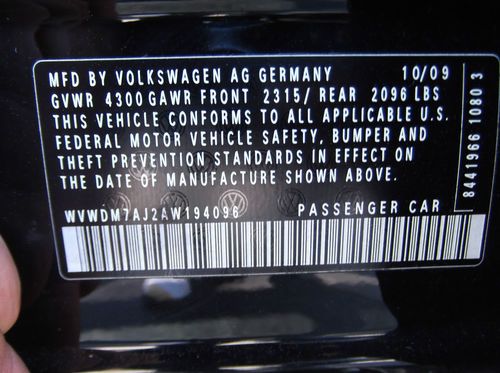 MFD BY VOLKSWAGEN AG GERMANY 10/09
GVWR 4300 GAWR FRONT 2315/ REAR 2096 LBS
THIS VEHICLE CONFORMS TO ALL APPLICABLE U.S.
FEDERAL MOTOR VEHICLE SAFETY, BUMPER AND
THEFT PREVENTION STANDARDS IN EFFECT ON
THE DATE OF MANUFACTURE SHOWN ABOVE.
WVWDM7AJ2AW194096 PASSENGER CAR
8441966 1080 3